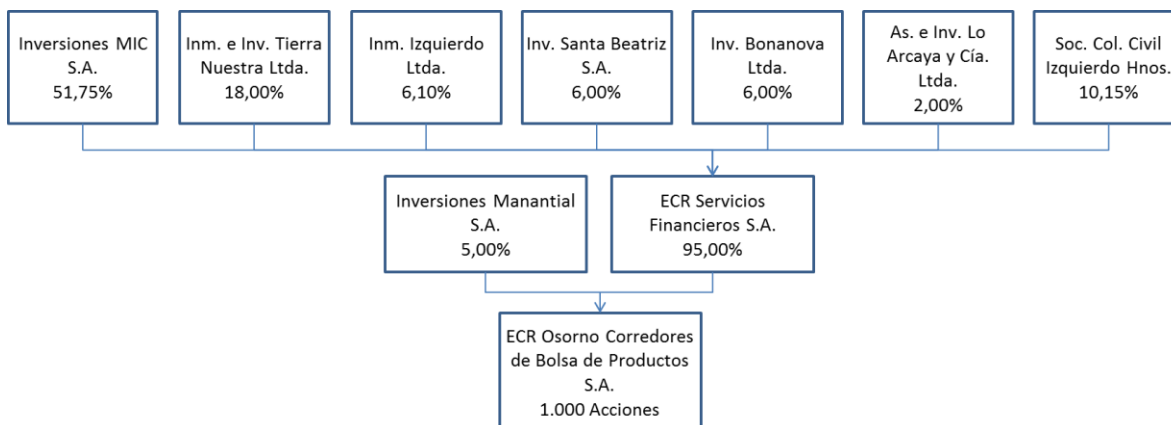 Inversiones MIC
S.A.
51,75%
Inm. e Inv. Tierra
Nuestra Ltda.
18,00%
Inm. Izquierdo
Ltda.
6,10%
Inv. Santa Beatriz
S.A.
6,00%
Inv. Bonanova
Ltda.
6,00%
As. e Inv. Lo
Arcaya y Cía.
Ltda.
2,00%
Soc. Col. Civil
Izquierdo Hnos.
10,15%
Inversiones Manantial
S.A.
5,00%
ECR Servicios
Financieros S.A.
95,00%
ECR Osorno Corredores
de Bolsa de Productos
S.A.
1.000 Acciones